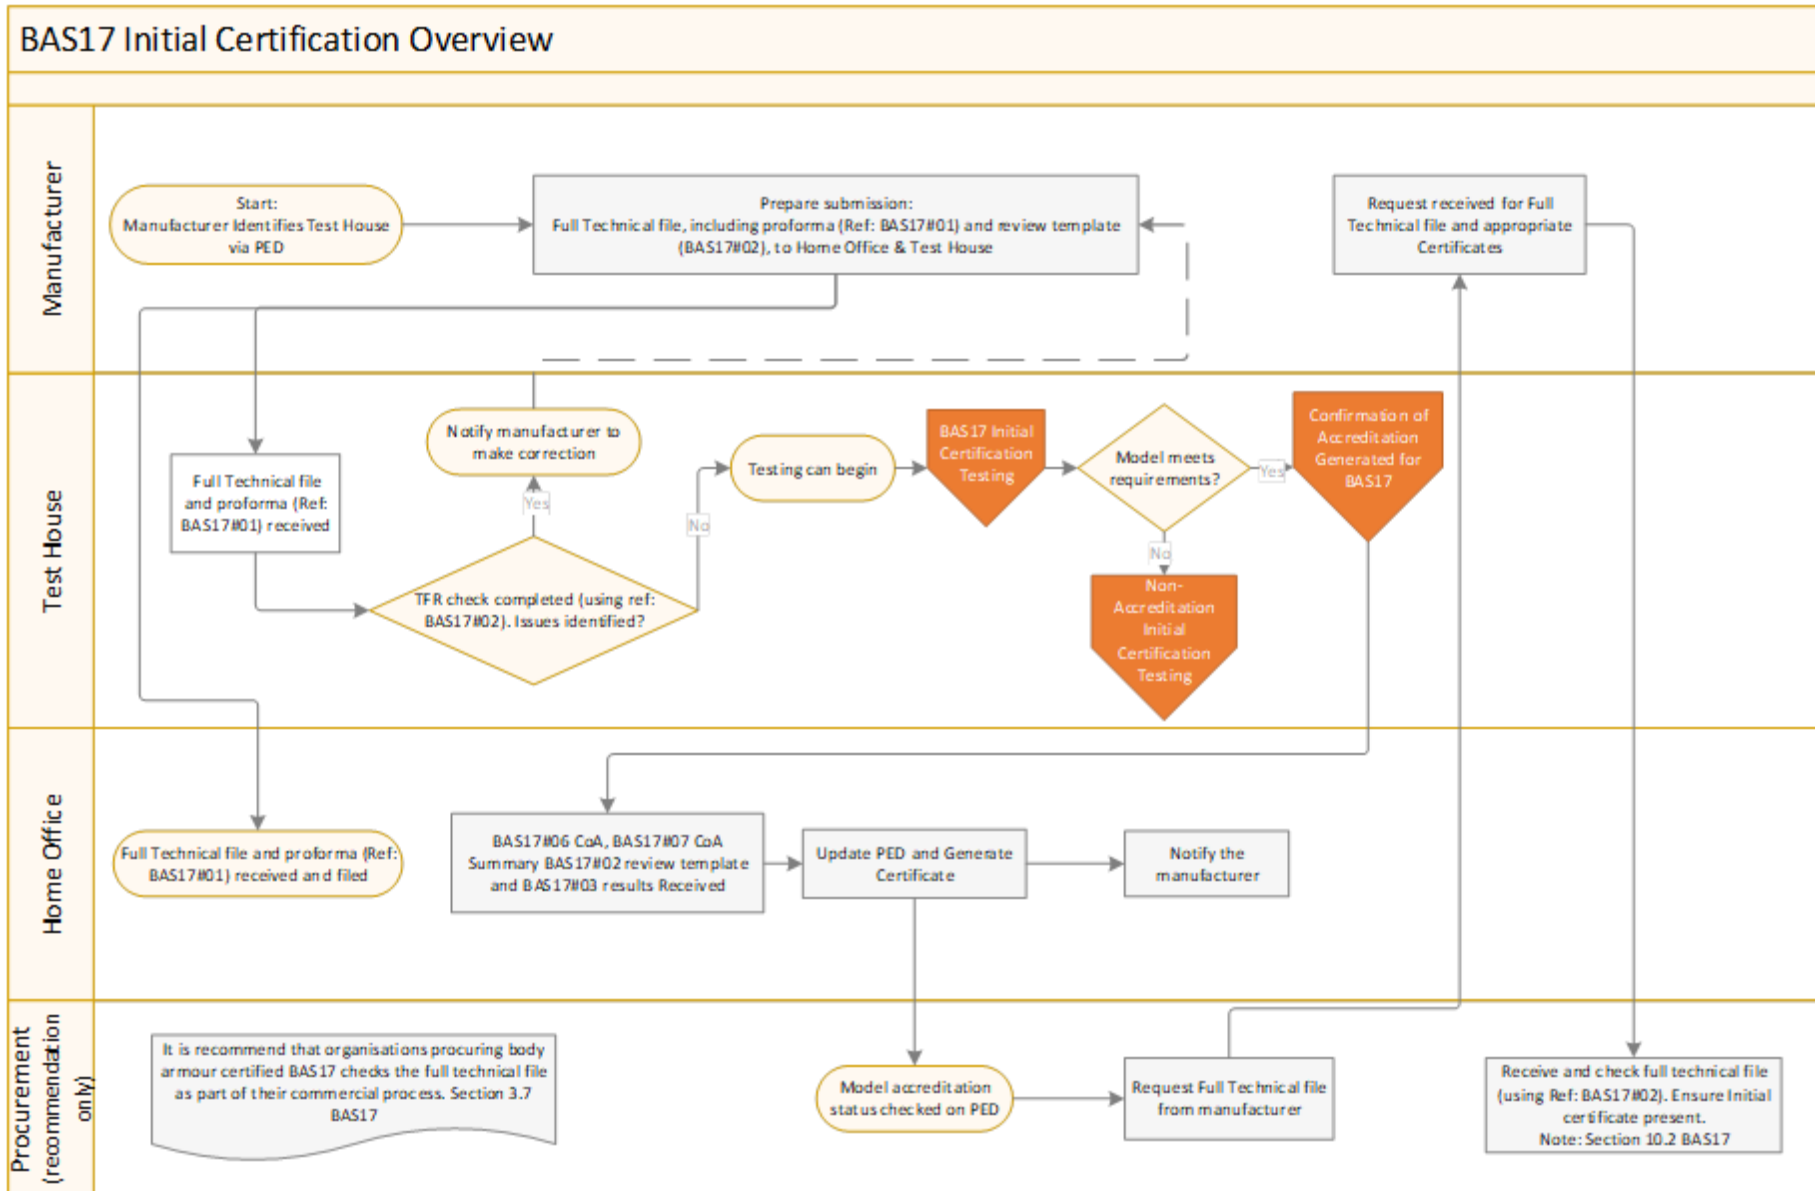 BAS17 Initial Certification Overview
Manufacturer
Start:
Manufacturer Identifies Test House
via PED
Prepare submission:
Full Technical file, including proforma (Ref: BAS17#01) and review template
(BAS17#02), to Home Office & Test House
Request received for Full
Technical file and appropriate
Certificates
Test House
Full Technical file
and proforma (Ref:
BAS17#01) received
Notify manufacturer to
make correction
Yes
TFR check completed (using ref:
BAS17#02). Issues identified?
No
Testing can begin
BAS17 Initial
Certification
Testing
Model meets
requirements?
Yes
No
Confirmation of
Accreditation
Generated for
BAS17
Non-
Accreditation
Initial
Certification
Testing
Home Office
Full Technical file and proforma (Ref:
BAS17#01) received and filed
BAS17#06 CoA, BAS17#07 CoA
Summary BAS17#02 review template
and BAS17#03 results Received
Update PED and Generate
Certificate
Notify the
manufacturer
Procurement
(recommendation
only)
It is recommend that organisations procuring body
armour certified BAS17 checks the full technical file
as part of their commercial process. Section 3.7
BAS17
Model accreditation
status checked on PED
Request Full Technical file
from manufacturer
Receive and check full technical file
(using Ref: BAS17#02). Ensure Initial
certificate present.
Note: Section 10.2 BAS17